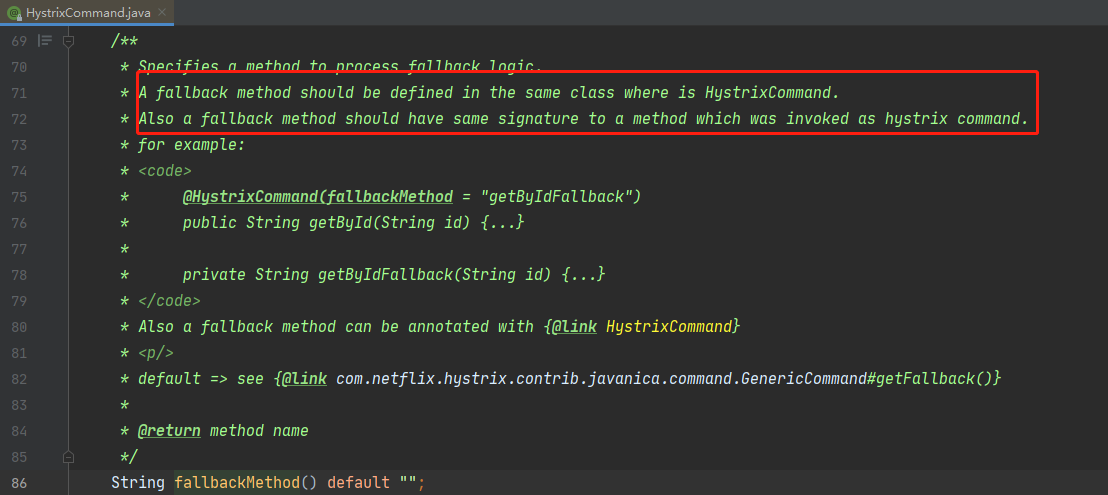 HystrixCommand.java
69 /**
70 * Specifies a method to process fallback logic.
71 * A fallback method should be defined in the same class where is HystrixCommand.
72 * Also a fallback method should have same signature to a method which was invoked as hystrix command.
73 * for example:
74 * <code>
75 *      @HystrixCommand(fallbackMethod = "getByIdFallback")
76 *      public String getById(String id) {...}
77 *
78 *      private String getByIdFallback(String id) {...}
79 * </code>
80 * Also a fallback method can be annotated with {@link HystrixCommand}
81 * <p/>
82 * default => see {@link com.netflix.hystrix.contrib.javanica.command.GenericCommand#getFallback()}
83 *
84 * @return method name
85 */
86 String fallbackMethod() default "";